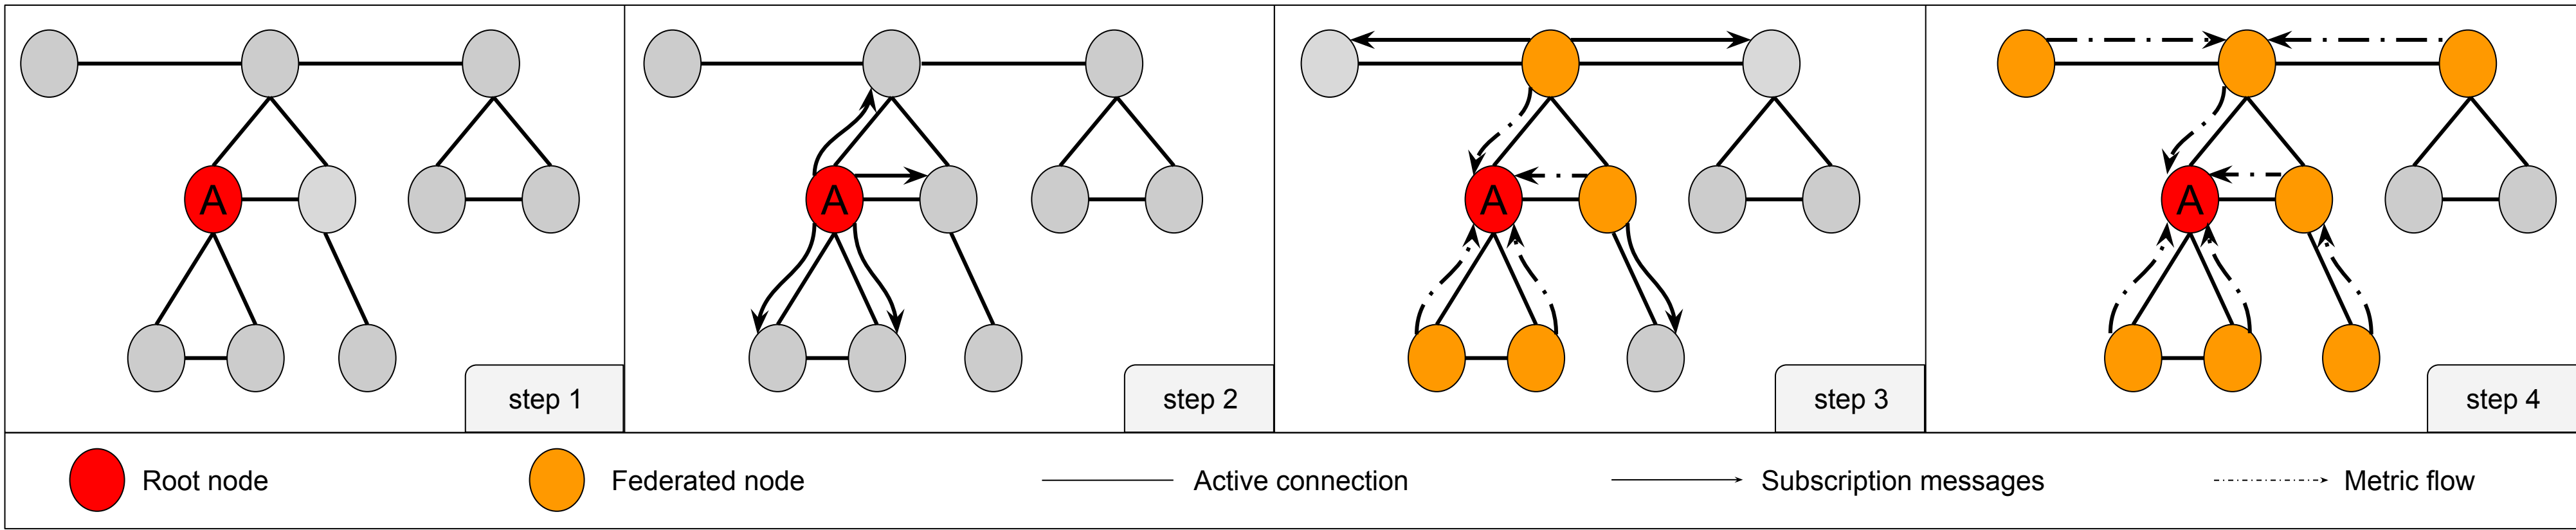 A
A
A
A
step 1
step 2
step 3
step 4
Root node
Federated node
Active connection
Subscription messages
Metric flow